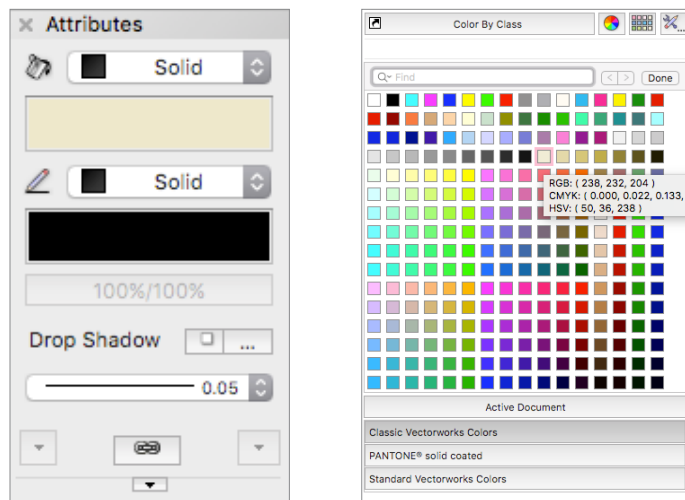 Attributes
Solid
Solid
100%/100%
Drop Shadow
...
0.05
Color By Class
...
Find
< >
Done
RGB: ( 238, 232, 204 )
CMYK: ( 0.000, 0.022, 0.133,
HSV: ( 50, 36, 238 )
Active Document
Classic Vectorworks Colors
PANTONE® solid coated
Standard Vectorworks Colors